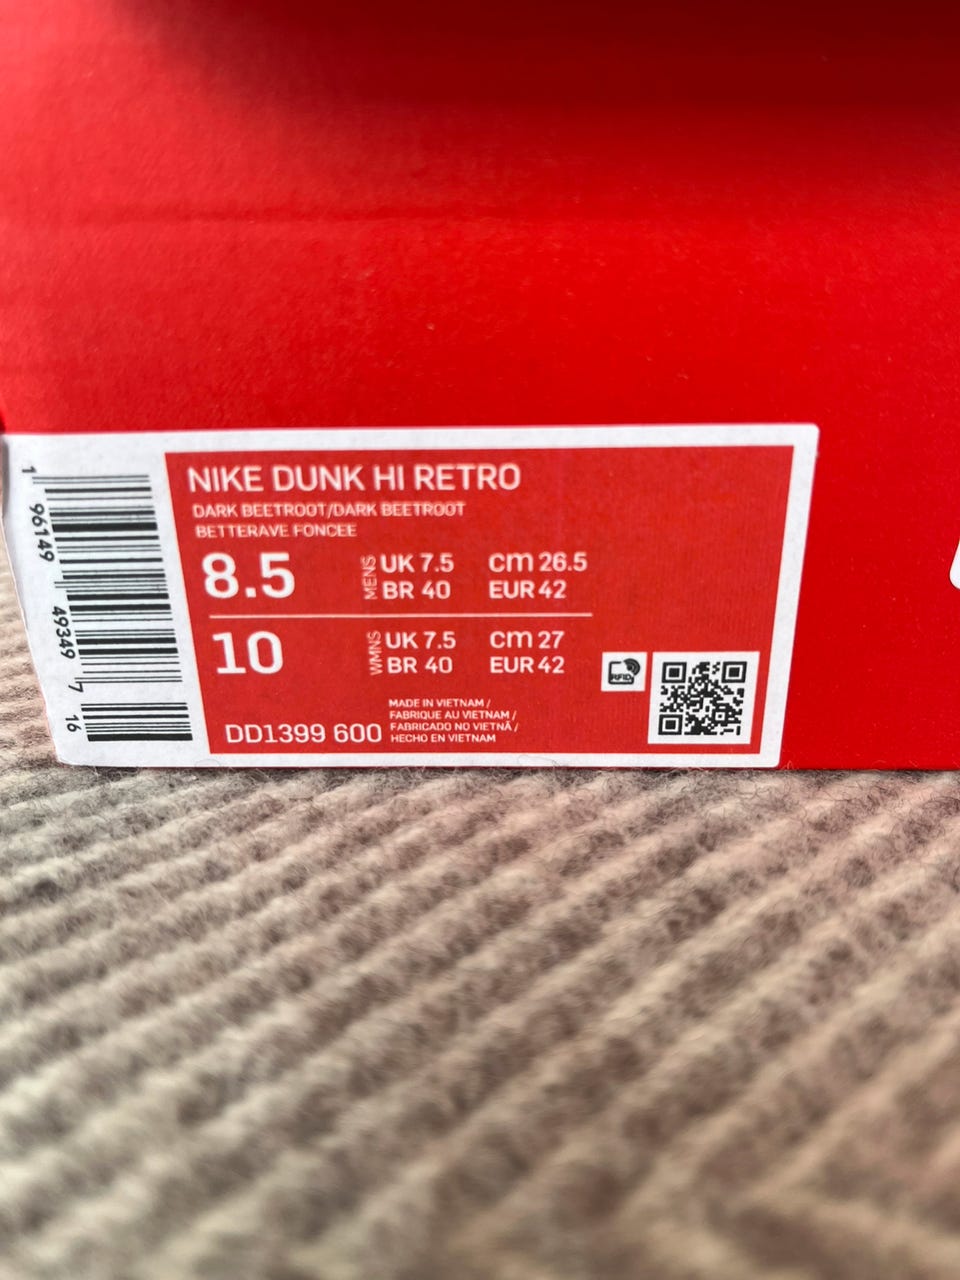 NIKE DUNK HI RETRO
DARK BEETROOT/DARK BEETROOT
BETTERAVE FONCEE
8.5 MENS UK 7.5 cm 26.5
BR 40 EUR 42
10 WMNS UK 7.5 cm 27
BR 40 EUR 42
RFID
DD1399 600
MADE IN VIETNAM /
FABRIQUE AU VIETNAM /
FABRICADO NO VIETNÃ /
HECHO EN VIETNAM
1 96149 49349 7 16